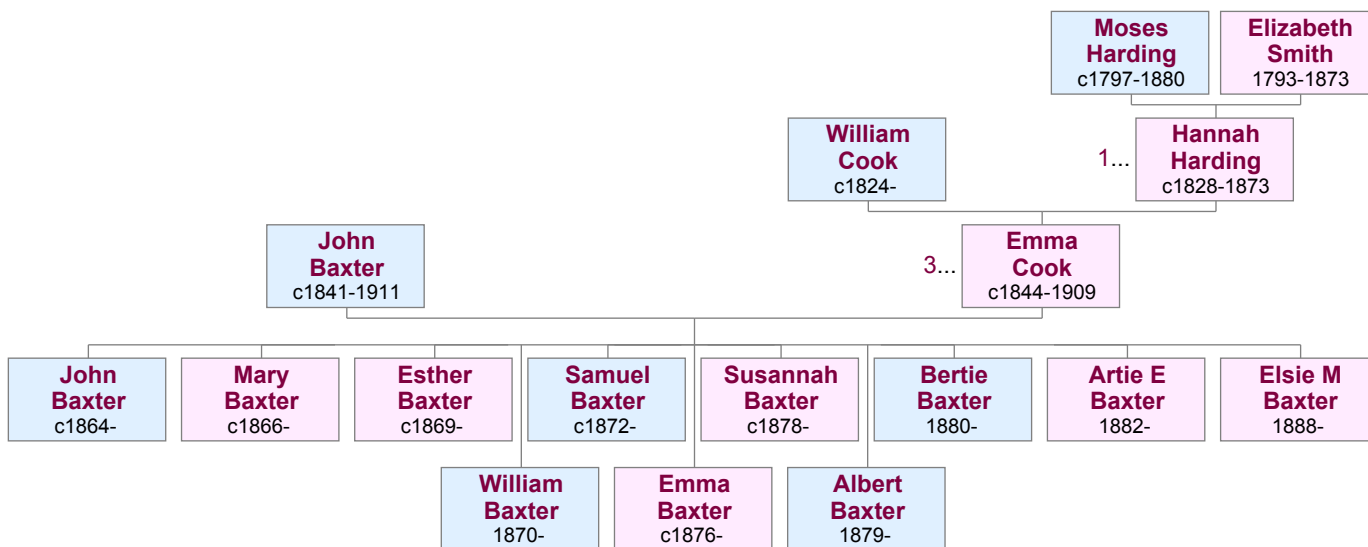 Moses
Harding
c1797-1880
Elizabeth
Smith
1793-1873
William
Cook
c1824-
1...
Hannah
Harding
c1828-1873
John
Baxter
c1841-1911
3...
Emma
Cook
c1844-1909
John
Baxter
c1864-
Mary
Baxter
c1866-
Esther
Baxter
c1869-
Samuel
Baxter
c1872-
Susannah
Baxter
c1878-
Bertie
Baxter
1880-
Artie E
Baxter
1882-
Elsie M
Baxter
1888-
William
Baxter
1870-
Emma
Baxter
c1876-
Albert
Baxter
1879-